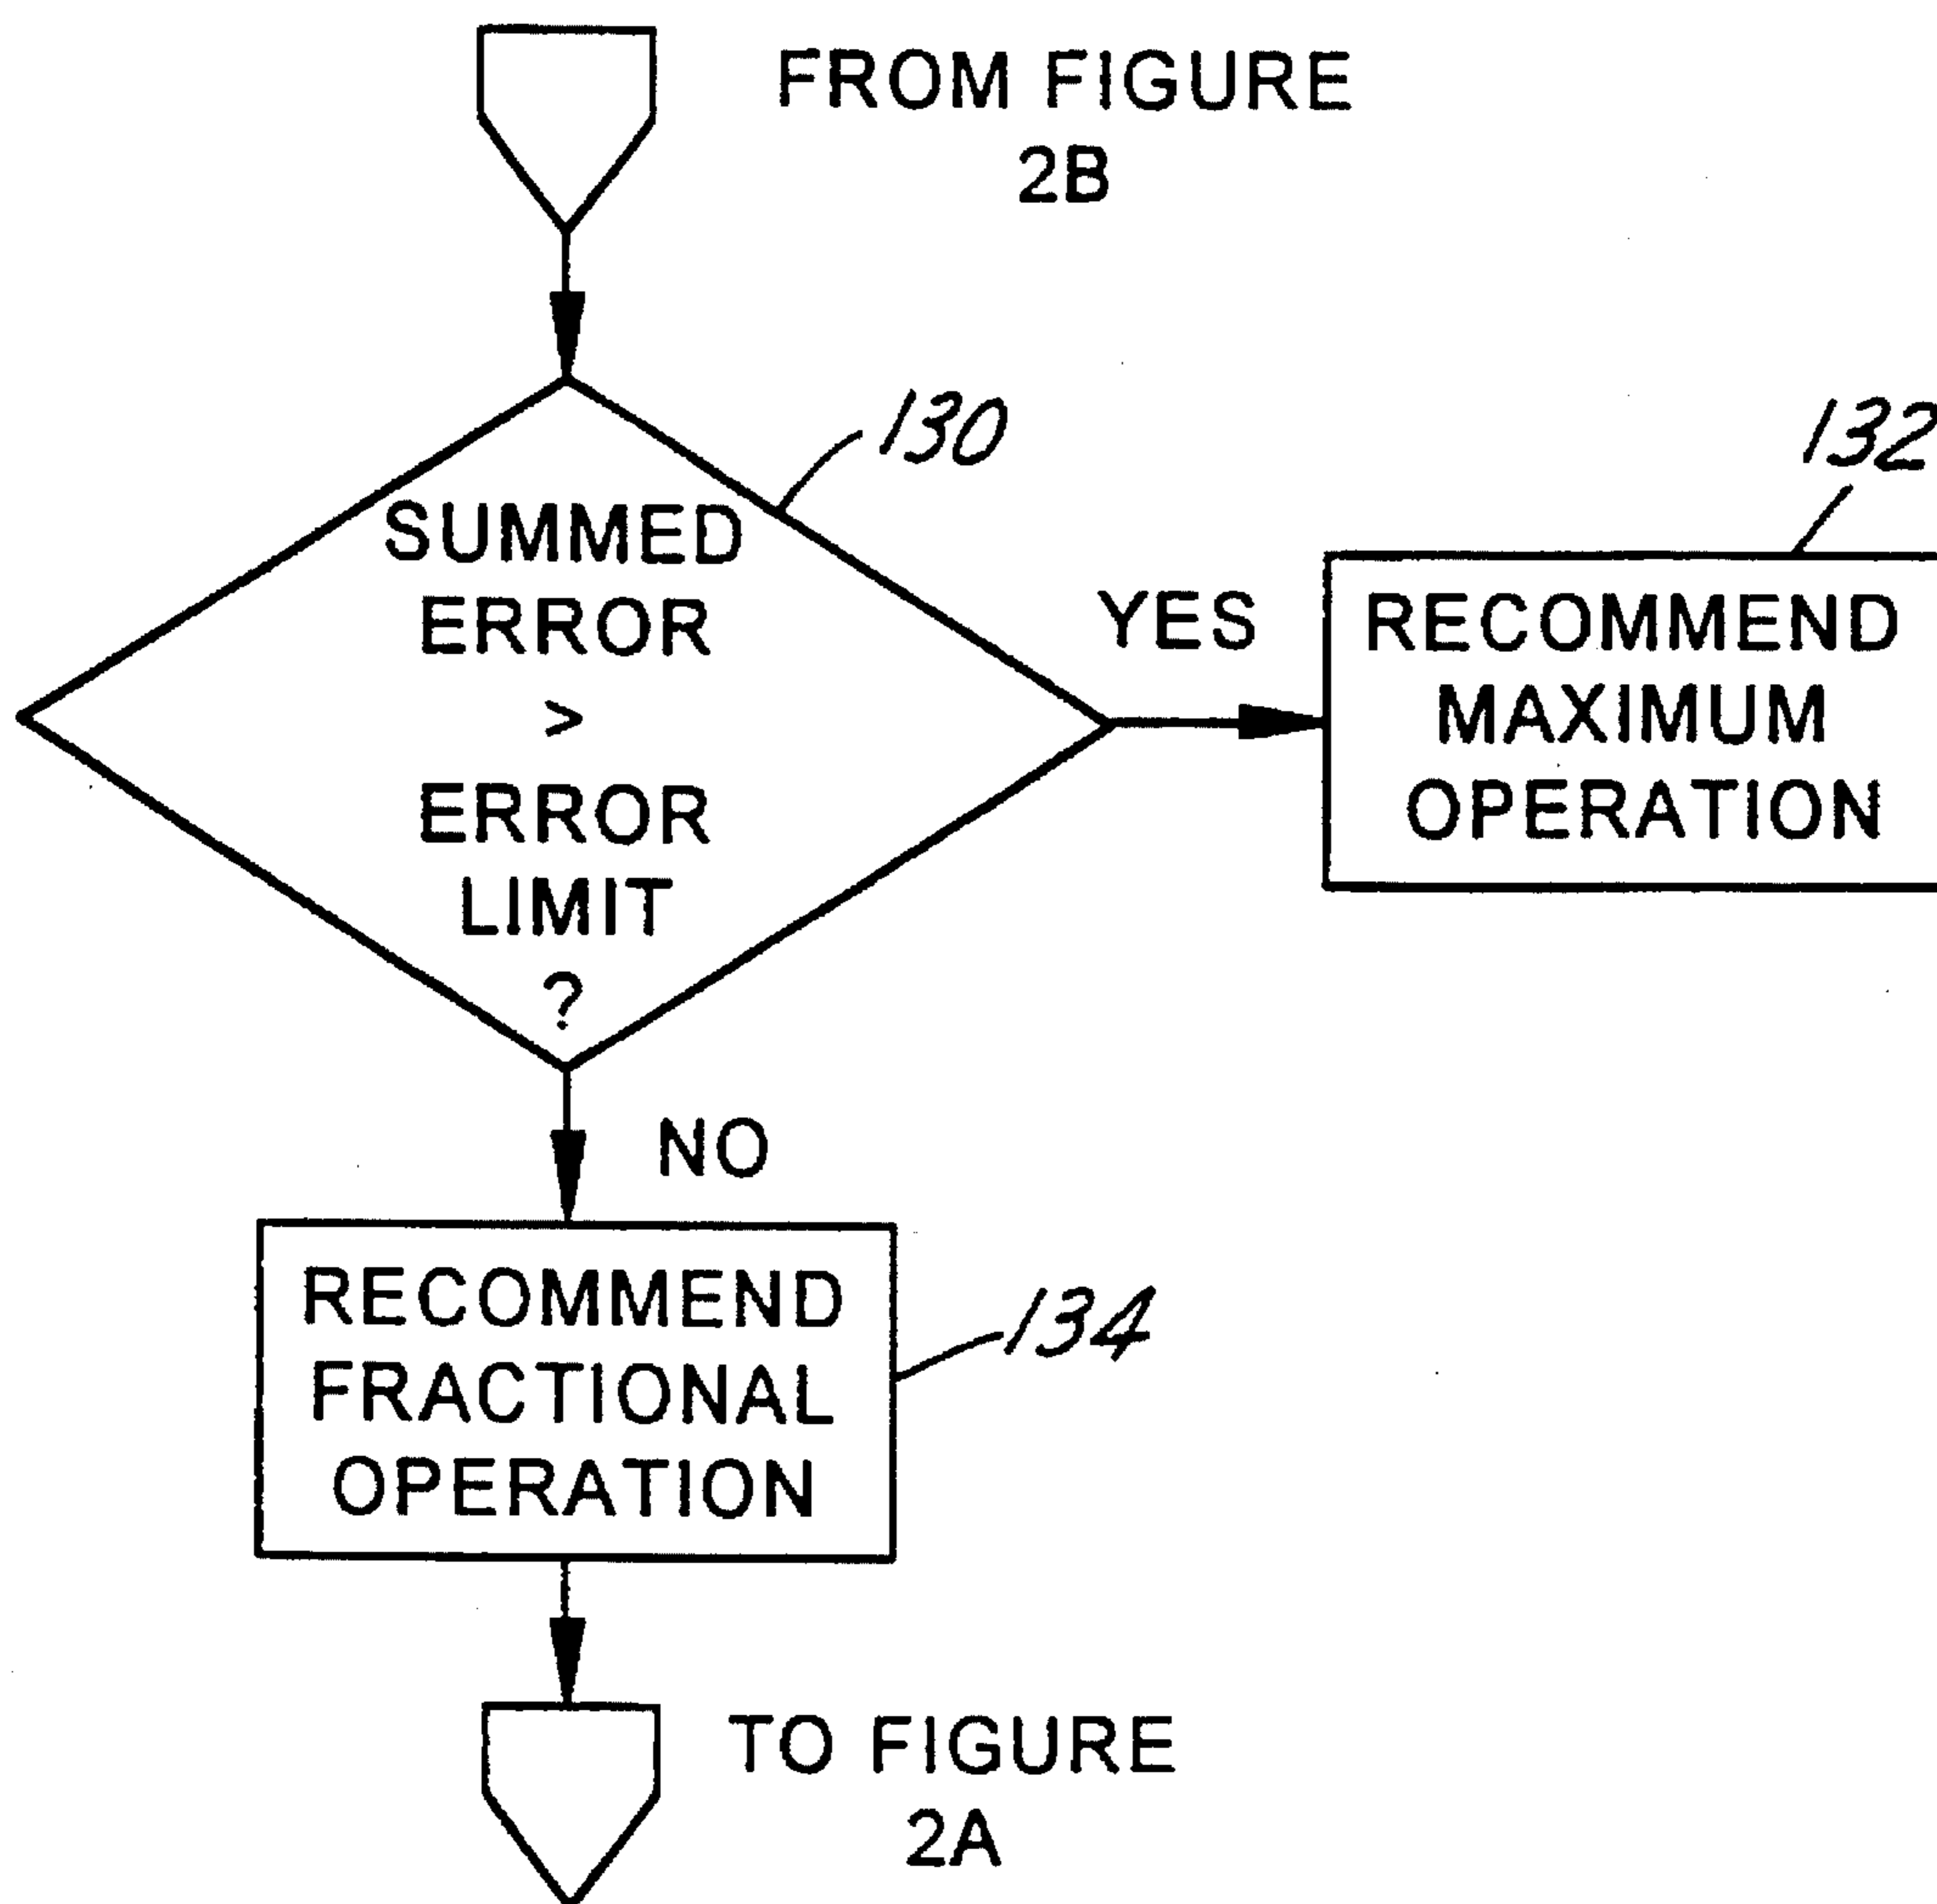 FROM FIGURE
2B
130
SUMMED
ERROR
>
ERROR
LIMIT
?
YES
132
RECOMMEND
MAXIMUM
OPERATION
NO
RECOMMEND
FRACTIONAL
OPERATION
134
TO FIGURE
2A